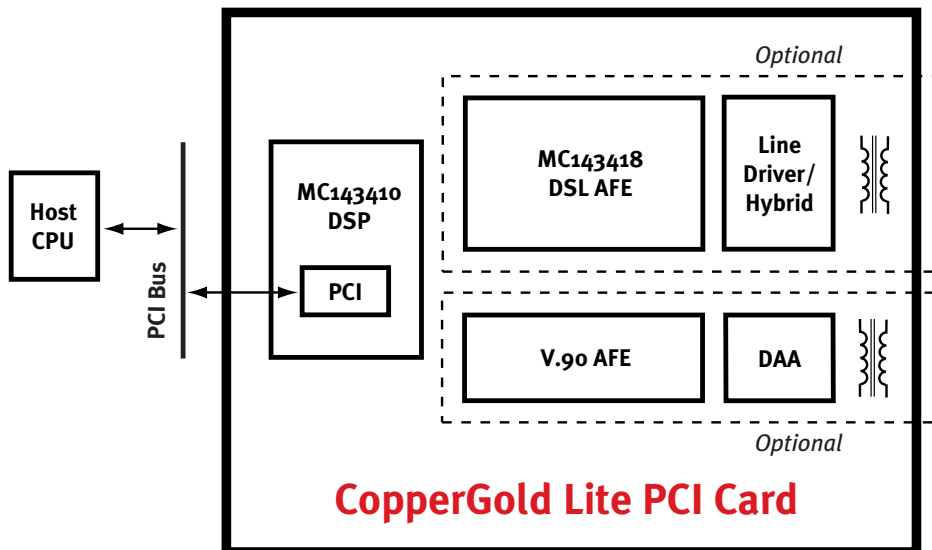 Optional
MC143418
DSL AFE
Line
Driver/
Hybrid
MC143410
DSP
Host
CPU
PCI
PCI Bus
V.90 AFE
DAA
Optional
CopperGold Lite PCI Card